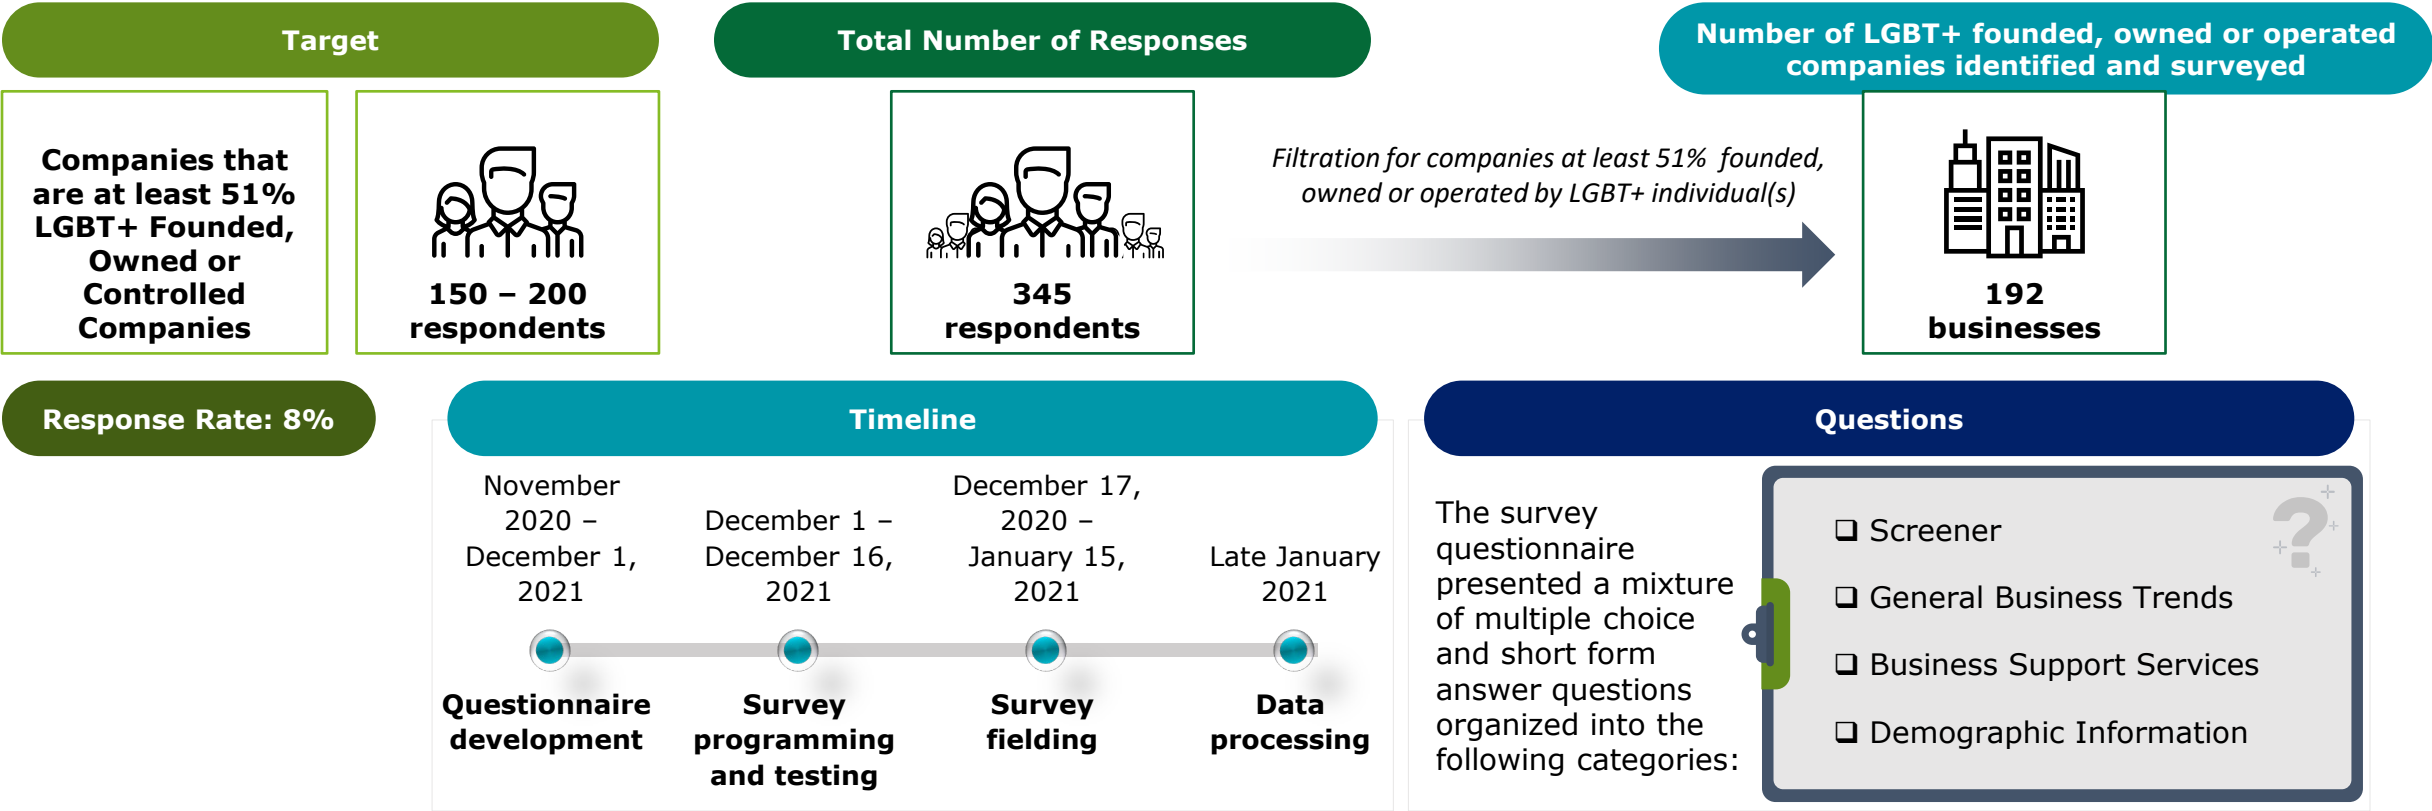 Target
Companies that
are at least 51%
LGBT+ Founded,
Owned or
Controlled
Companies
150 – 200
respondents
Total Number of Responses
345
respondents
Filtration for companies at least 51% founded,
owned or operated by LGBT+ individual(s)
Number of LGBT+ founded, owned or operated
companies identified and surveyed
192
businesses
Response Rate: 8%
Timeline
November
2020 –
December 1,
2021
Questionnaire
development
December 1 –
December 16,
2021
Survey
programming
and testing
December 17,
2020 –
January 15,
2021
Survey
fielding
Late January
2021
Data
processing
Questions
The survey
questionnaire
presented a mixture
of multiple choice
and short form
answer questions
organized into the
following categories:
❑ Screener
❑ General Business Trends
❑ Business Support Services
❑ Demographic Information
?